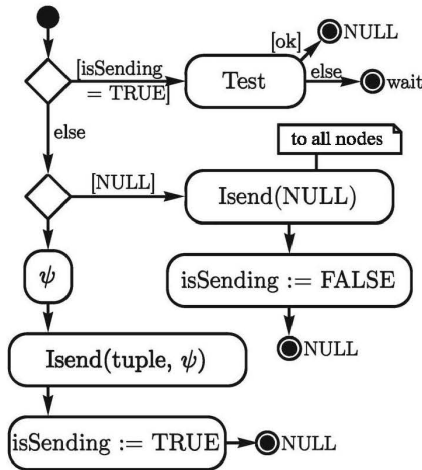 [ok]
NULL
[isSending
= TRUE]
Test
else
wait
else
to all nodes
[NULL]
Isend(NULL)
ψ
isSending := FALSE
NULL
Isend(tuple, ψ)
isSending := TRUE
NULL